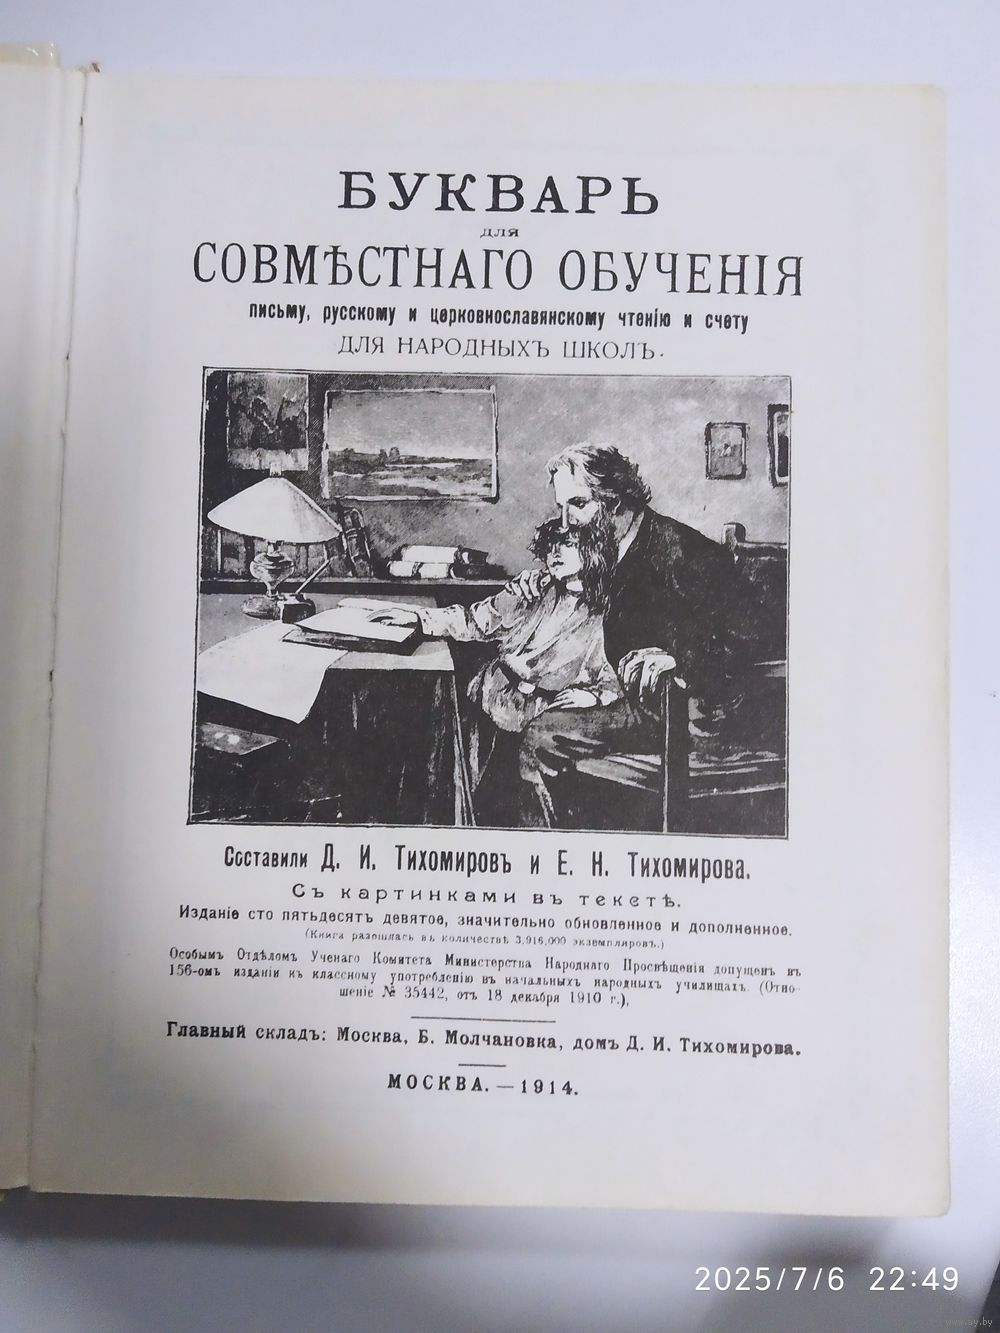 БУКВАРЬ
для
СОВМѢСТНАГО ОБУЧЕНІЯ
письму, русскому и церковнославянскому чтенію и счету
ДЛЯ НАРОДНЫХЪ ШКОЛЪ.
Составили Д. И. Тихомировъ и Е. Н. Тихомирова.
Съ картинками въ текстѣ.
Изданіе сто пятьдесятъ девятое, значительно обновленное и дополненное.
(Книга разошлась въ количествѣ 3,916,000 экземпляровъ.)
Особымъ Отдѣломъ Ученаго Комитета Министерства Народнаго Просвѣщенія допущенъ въ
156-омъ изданіи къ классному употребленію въ начальныхъ народныхъ училищахъ (Отно-
шеніе № 35442, отъ 18 декабря 1910 г.),
Главный складъ: Москва, Б. Молчановка, домъ Д. И. Тихомирова.
МОСКВА.—1914.
2025/7/6 22:49
www.ay.by